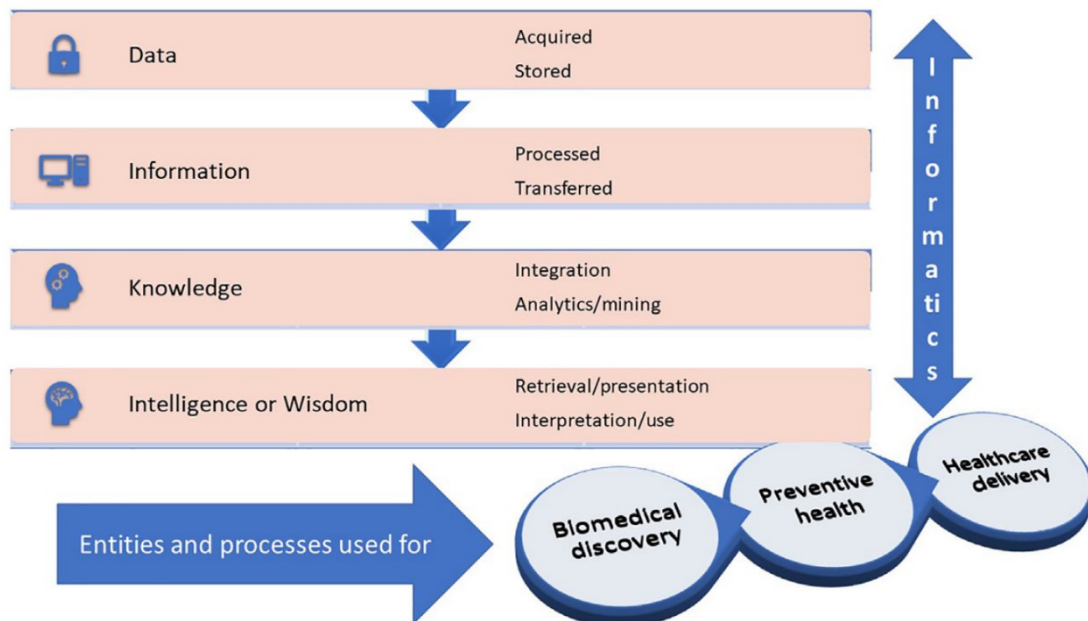 Data
Acquired
Stored
Information
Processed
Transferred
Knowledge
Integration
Analytics/mining
Intelligence or Wisdom
Retrieval/presentation
Interpretation/use
Informatics
Entities and processes used for
Biomedical
discovery
Preventive
health
Healthcare
delivery